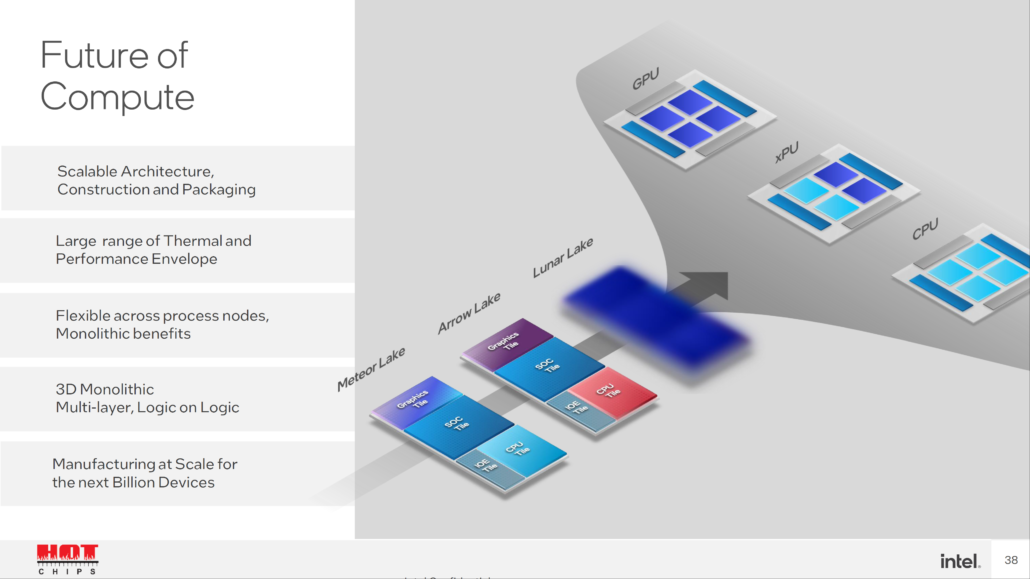 Future of
Compute
Scalable Architecture,
Construction and Packaging
Large range of Thermal and
Performance Envelope
Flexible across process nodes,
Monolithic benefits
3D Monolithic
Multi-layer, Logic on Logic
Manufacturing at Scale for
the next Billion Devices
GPU
xPU
CPU
Lunar Lake
Arrow Lake
Graphics
Tile
SOC
Tile
CPU
Tile
IOE
Tile
Meteor Lake
Graphics
Tile
SOC
Tile
CPU
Tile
IOE
Tile
HOT
CHIPS
intel.
38